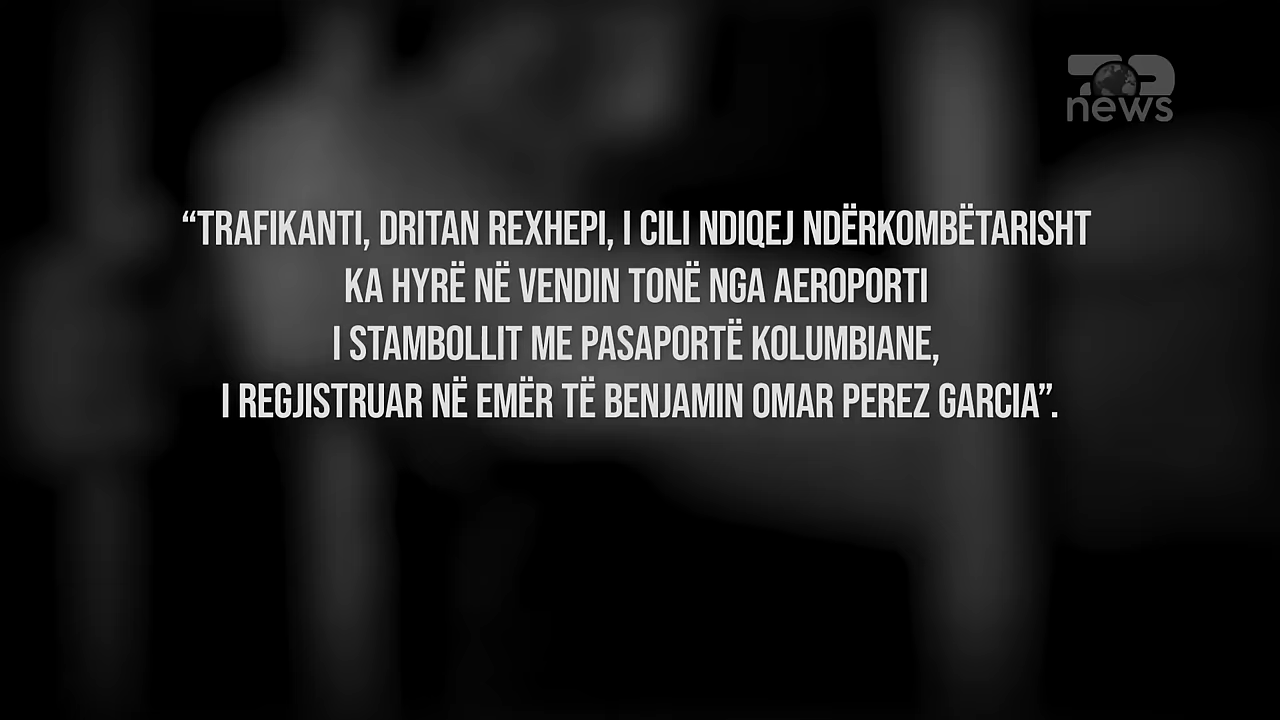 TOP
news
“TRAFIKANTI, DRITAN REXHEPI, I CILI NDIQEJ NDËRKOMBËTARISHT
KA HYRË NË VENDIN TONË NGA AEROPORTI
I STAMBOLLIT ME PASAPORTË KOLUMBIANE,
I REGJISTRUAR NË EMËR TË BENJAMIN OMAR PEREZ GARCIA”.